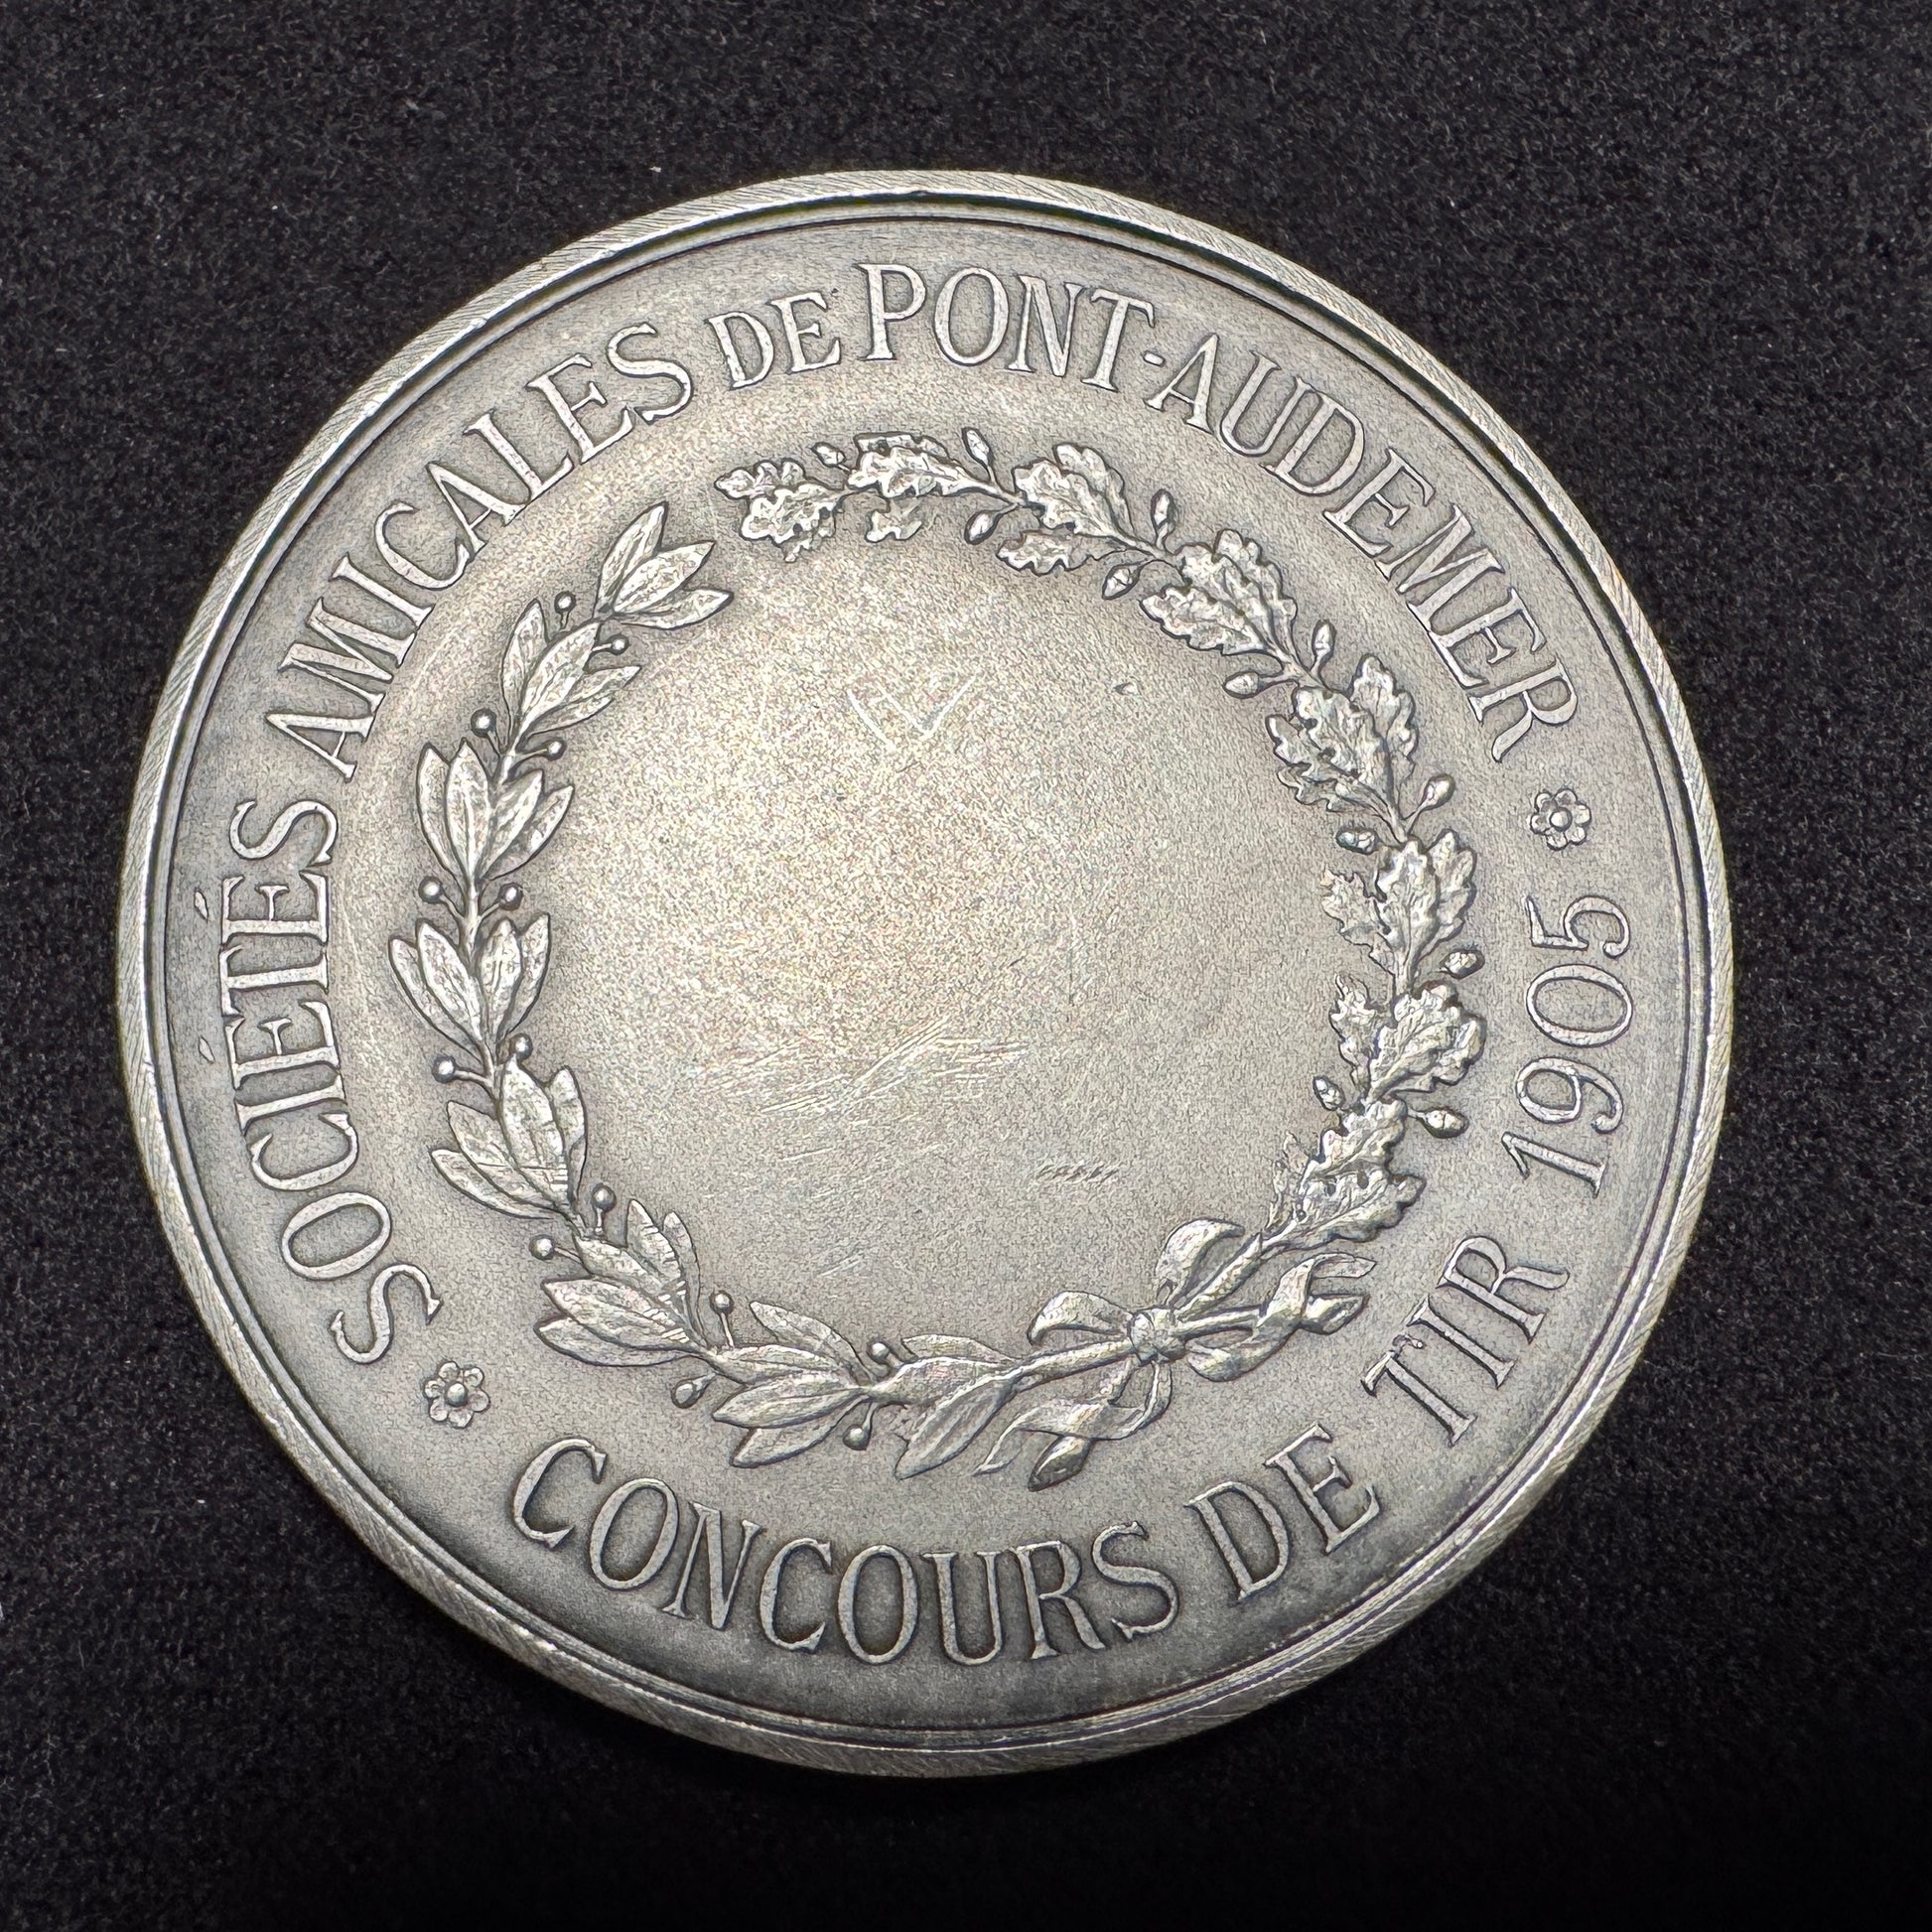 SOCIÉTÉS AMICALES DE PONT-AUDEMER
CONCOURS DE TIR 1905